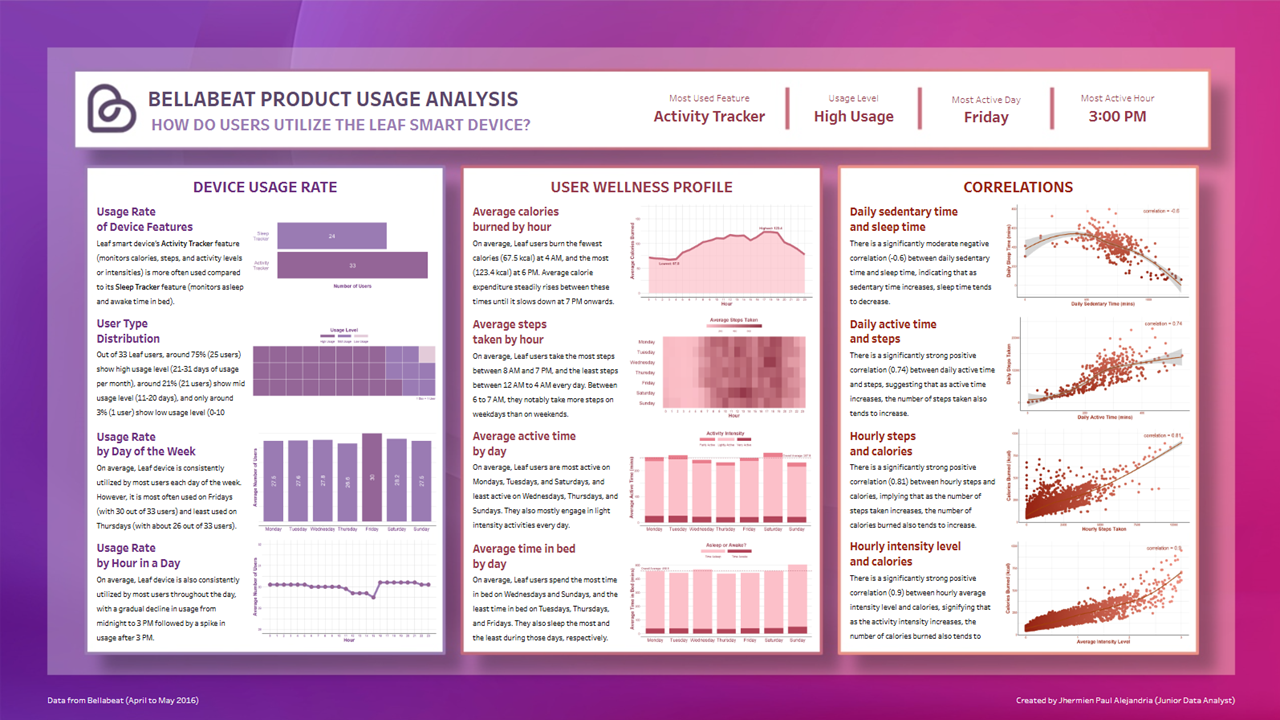 BELLABEAT PRODUCT USAGE ANALYSIS
HOW DO USERS UTILIZE THE LEAF SMART DEVICE?
Most Used Feature
Activity Tracker
Usage Level
High Usage
Most Active Day
Friday
Most Active Hour
3:00 PM
DEVICE USAGE RATE
Usage Rate
of Device Features
Leaf smart device's Activity Tracker feature
(monitors calories, steps, and activity levels
or intensities) is more often used compared
to its Sleep Tracker feature (monitors asleep
and awake time in bed).
Sleep
Tracker
24
Activity
Tracker
33
Number of Users
User Type
Distribution
Out of 33 Leaf users, around 75% (25 users)
show high usage level (21-31 days of usage
per month), around 21% (21 users) show mid
usage level (11-20 days), and only around
3% (1 user) show low usage level (0-10
Usage Level
Usage Rate
by Day of the Week
On average, Leaf device is consistently
utilized by most users each day of the week.
However, it is most often used on Fridays
(with 30 out of 33 users) and least used on
Thursdays (with about 26 out of 33 users).
Average Number of Users
30
Monday Tuesday Wednesday Thursday Friday Saturday Sunday
Usage Rate
by Hour in a Day
On average, Leaf device is also consistently
utilized by most users throughout the day,
with a gradual decline in usage from
midnight to 3 PM followed by a spike in
usage after 3 PM.
Average Number of Users
Hour
USER WELLNESS PROFILE
Average calories
burned by hour
On average, Leaf users burn the fewest
calories (67.5 kcal) at 4 AM, and the most
(123.4 kcal) at 6 PM. Average calorie
expenditure steadily rises between these
times until it slows down at 7 PM onwards.
Average Calories Burned
Hour
Average steps
taken by hour
On average, Leaf users take the most steps
between 8 AM and 7 PM, and the least steps
between 12 AM to 4 AM every day. Between
6 to 7 AM, they notably take more steps on
weekdays than on weekends.
Average Steps Taken
Monday
Tuesday
Wednesday
Thursday
Friday
Saturday
Sunday
Hour
Average active time
by day
On average, Leaf users are most active on
Mondays, Tuesdays, and Saturdays, and
least active on Wednesdays, Thursdays, and
Sundays. They also mostly engage in light
intensity activities every day.
Activity Intensity
Average Active Time (mins)
Monday Tuesday Wednesday Thursday Friday Saturday Sunday
Average time in bed
by day
On average, Leaf users spend the most time
in bed on Wednesdays and Sundays, and the
least time in bed on Tuesdays, Thursdays,
and Fridays. They also sleep the most and
the least during those days, respectively.
Asleep or Awake?
Average Time in Bed (mins)
Monday Tuesday Wednesday Thursday Friday Saturday Sunday
CORRELATIONS
Daily sedentary time
and sleep time
There is a significantly moderate negative
correlation (-0.6) between daily sedentary
time and sleep time, indicating that as
sedentary time increases, sleep time tends
to decrease.
Daily Sleep Time (mins)
Daily Sedentary Time (mins)
Daily active time
and steps
There is a significantly strong positive
correlation (0.74) between daily active time
and steps, suggesting that as active time
increases, the number of steps taken also
tends to increase.
correlation = 0.74
Daily Steps Taken
Daily Active Time (mins)
Hourly steps
and calories
There is a significantly strong positive
correlation (0.81) between hourly steps and
calories, implying that as the number of
steps taken increases, the number of
calories burned also tends to increase.
correlation = 0.81
Calories Burned (kcal)
Hourly Steps Taken
Hourly intensity level
and calories
There is a significantly strong positive
correlation (0.9) between hourly average
intensity level and calories, signifying that
as the activity intensity increases, the
number of calories burned also tends to
Calories Burned (kcal)
Average Intensity Level
Data from Bellabeat (April to May 2016)
Created by Jhermien Paul Alejandria (Junior Data Analyst)